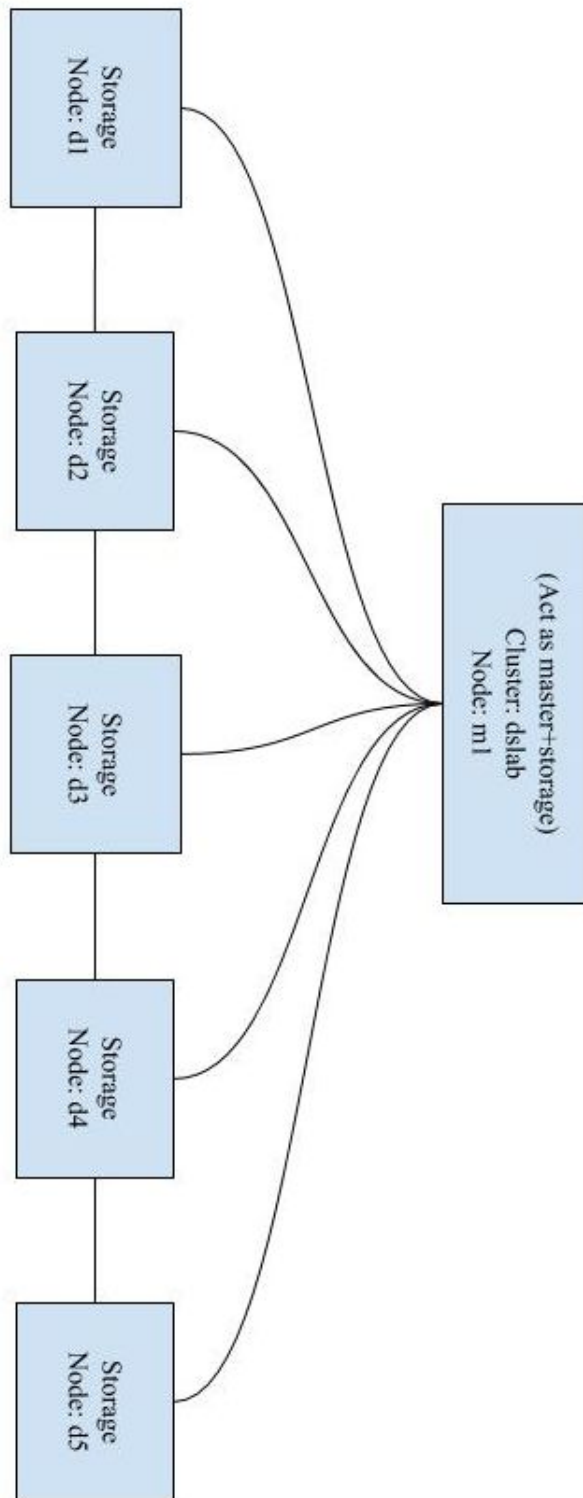 (Act as master+storage)
Cluster: dslab
Node: m1
Storage
Node: d1
Storage
Node: d2
Storage
Node: d3
Storage
Node: d4
Storage
Node: d5